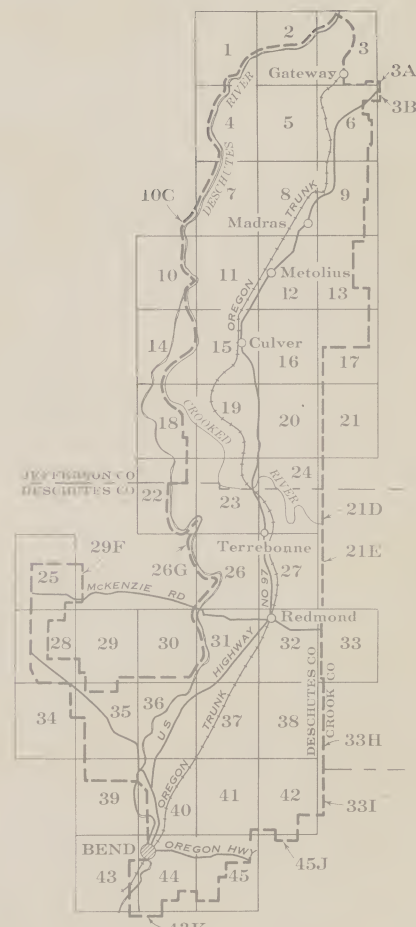 1
2
3
Gateway
3A
3B
RIVER
4
5
6
DESCHUTES
10C
7
8
9
TRUNK
Madras
10
11
Metolius
12
13
OREGON
14
15
Culver
16
17
18
19
20
21
CROOKED
JEFFERSON CO
DESCHUTES CO
22
23
24
RIVER
21D
Terrebonne
29F
21E
25
26G
26
27
MCKENZIE RD
NO 97
Redmond
28
29
30
31
32
33
HIGHWAY
DESCHUTES CO
CROOK CO
34
35
36
U S
37
38
TRUNK
33H
39
40
41
42
33I
OREGON
BEND
OREGON HWY
45J
43
44
45
43K